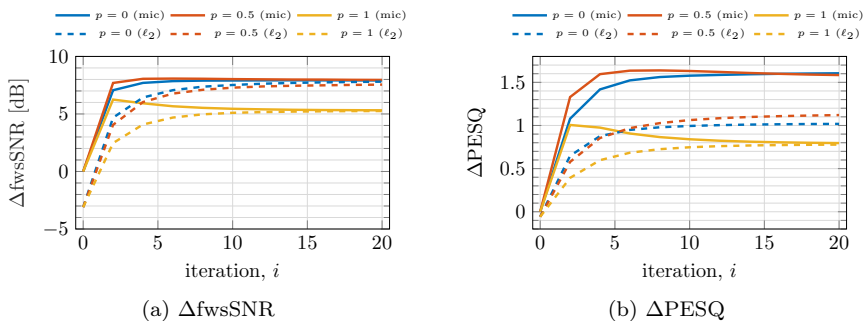 p = 0 (mic) p = 0.5 (mic) p = 1 (mic)
p = 0 (ℓ2) p = 0.5 (ℓ2) p = 1 (ℓ2)
10
5
0
−5
0 5 10 15 20
ΔfwsSNR [dB]
iteration, i
(a) ΔfwsSNR
p = 0 (mic) p = 0.5 (mic) p = 1 (mic)
p = 0 (ℓ2) p = 0.5 (ℓ2) p = 1 (ℓ2)
1.5
1
0.5
0
0 5 10 15 20
ΔPESQ
iteration, i
(b) ΔPESQ